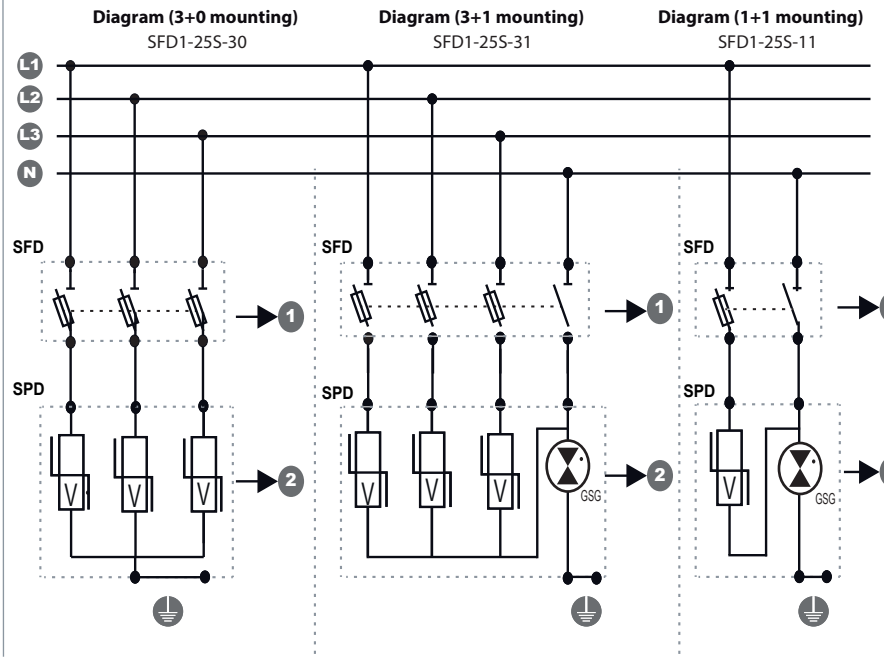 Diagram (3+0 mounting)
SFD1-25S-30
Diagram (3+1 mounting)
SFD1-25S-31
Diagram (1+1 mounting)
SFD1-25S-11
L1
L2
L3
N
SFD
SFD
SFD
1
1
SPD
SPD
SPD
V
V
V
2
V
V
V
GSG
2
V
GSG